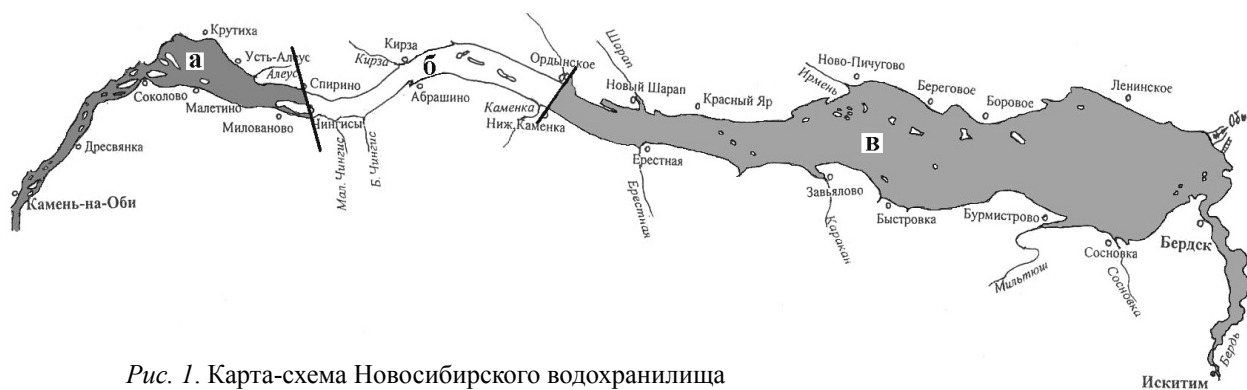 Крутиха
Кирза
Шарап
а
Кирза
б
Ордынское
Ново-Пичугово
Усть-Алеус
Алеус
Спирино
Ирмень
Береговое
Ленинское
Соколово
Абрашино
Новый Шарап
Красный Яр
Боровое
Обь
Малетино
Каменка
Милованово
Чингисы
Ниж. Каменка
в
Дресвянка
Ерестная
Мал. Чингис
Б. Чингис
Завьялово
Камень-на-Оби
Ерестная
Быстровка
Бурмистрово
Каракан
Бердск
Сосновка
Мильтюш
Сосновка
Бердь
Рис. 1. Карта-схема Новосибирского водохранилища
Искитим